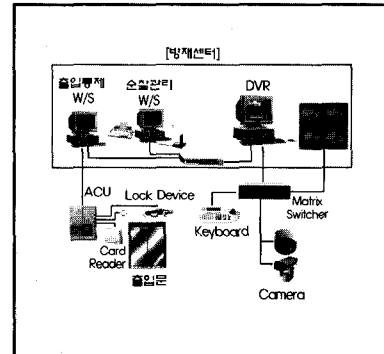 [방재센터]
출입통제
W/S
순찰관리
W/S
DVR
ACU
Lock Device
Card
Reader
출입문
Keyboard
Matrix
Switcher
Camera